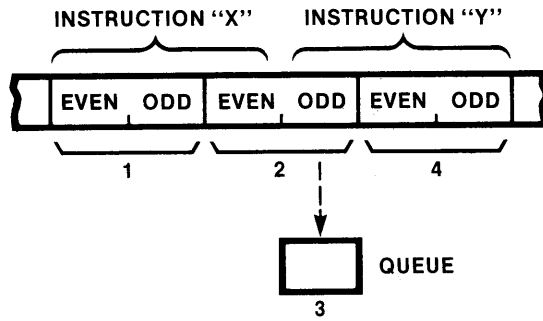 INSTRUCTION “X” INSTRUCTION “Y”
EVEN ODD EVEN ODD EVEN ODD
1 2 4
QUEUE
3